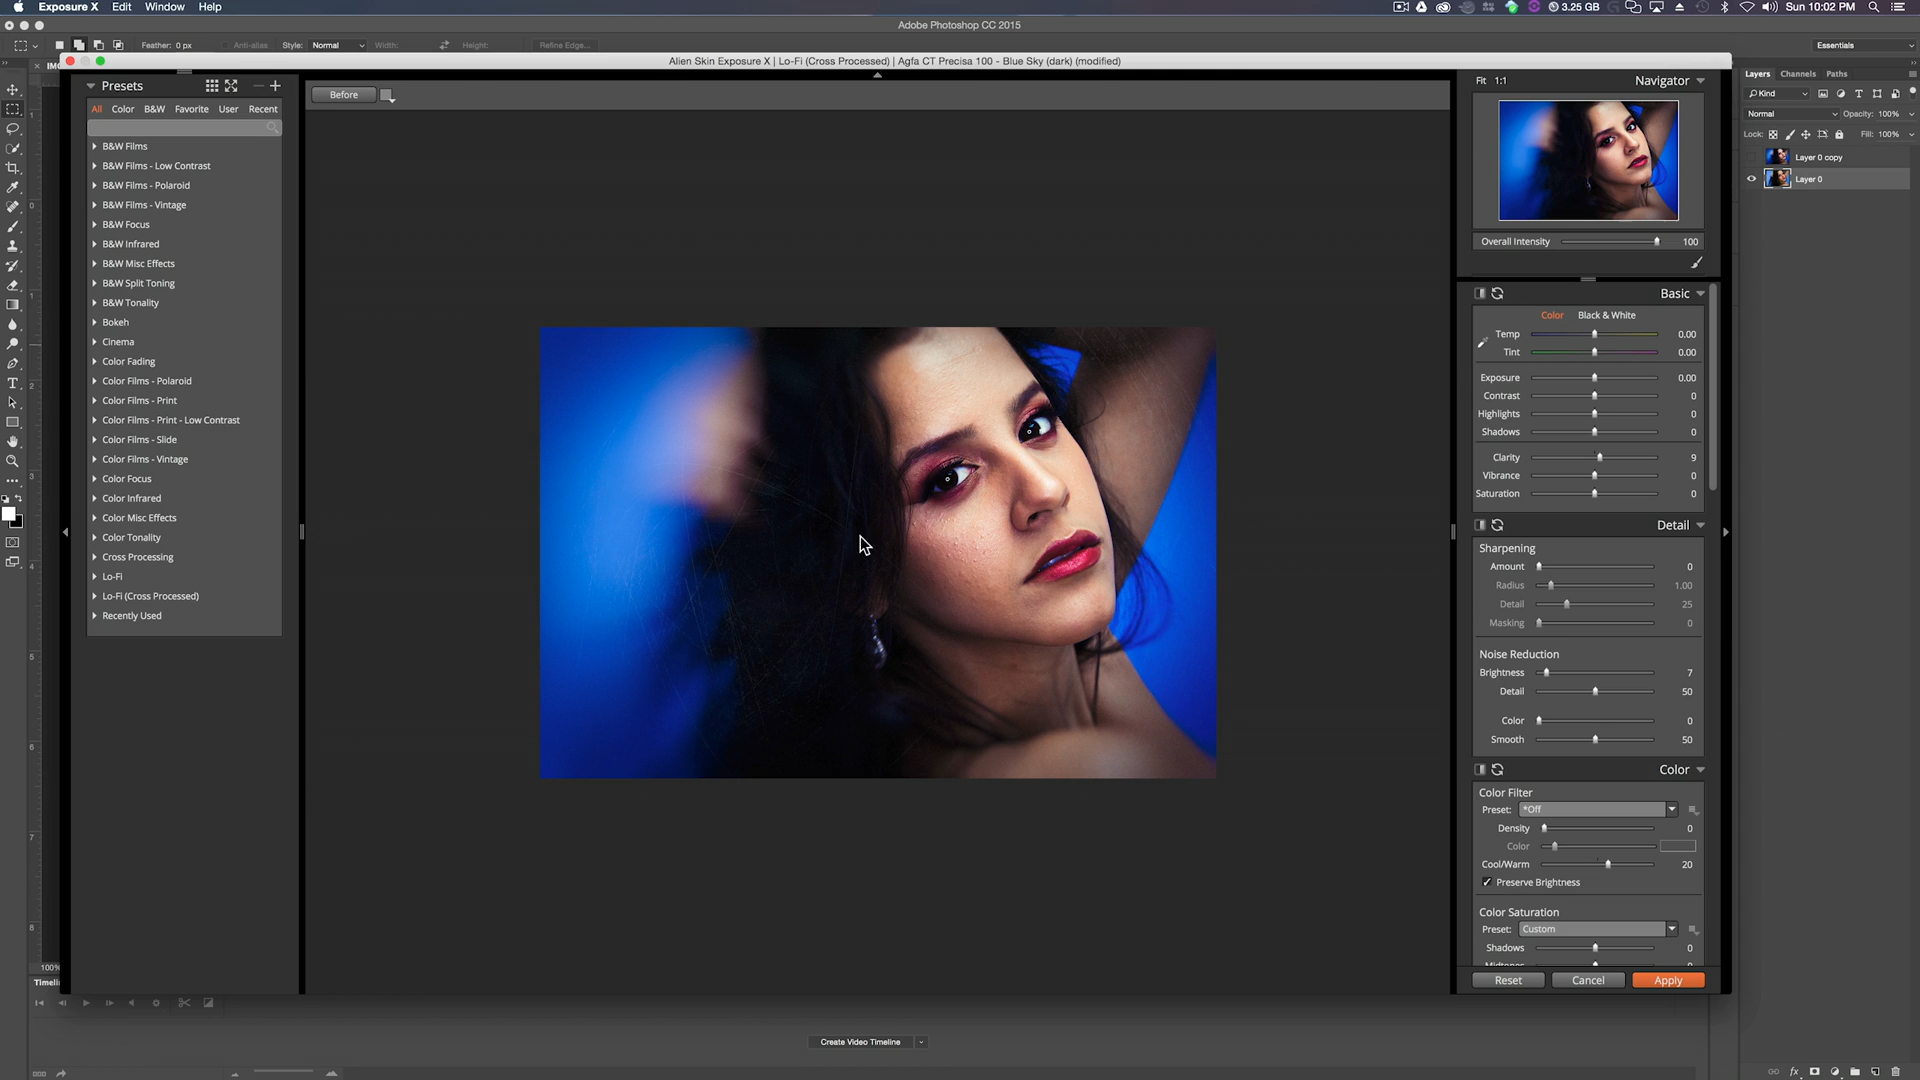 Exposure X Edit Window Help
3.25 GB Sun 10:02 PM
Adobe Photoshop CC 2015
Feather: 0 px Anti-alias Style: Normal Width: Height: Refine Edge... Essentials
Alien Skin Exposure X | Lo-Fi (Cross Processed) | Agfa CT Precisa 100 - Blue Sky (dark) (modified)
Presets
All Color B&W Favorite User Recent
B&W Films
B&W Films - Low Contrast
B&W Films - Polaroid
B&W Films - Vintage
B&W Focus
B&W Infrared
B&W Misc Effects
B&W Split Toning
B&W Tonality
Bokeh
Cinema
Color Fading
Color Films - Polaroid
Color Films - Print
Color Films - Print - Low Contrast
Color Films - Slide
Color Films - Vintage
Color Focus
Color Infrared
Color Misc Effects
Color Tonality
Cross Processing
Lo-Fi
Lo-Fi (Cross Processed)
Recently Used
Before
Fit 1:1 Navigator
Overall Intensity 100
Basic
Color Black & White
Temp 0.00
Tint 0.00
Exposure 0.00
Contrast 0
Highlights 0
Shadows 0
Clarity 9
Vibrance 0
Saturation 0
Detail
Sharpening
Amount 0
Radius 1.00
Detail 25
Masking 0
Noise Reduction
Brightness 7
Detail 50
Color 0
Smooth 50
Color
Color Filter
Preset: *Off
Density 0
Color
Cool/Warm 20
Preserve Brightness
Color Saturation
Preset: Custom
Shadows 0
Reset Cancel Apply
Layers Channels Paths
Kind
Normal Opacity: 100%
Lock: Fill: 100%
Layer 0 copy
Layer 0
100%
Timeli
Create Video Timeline